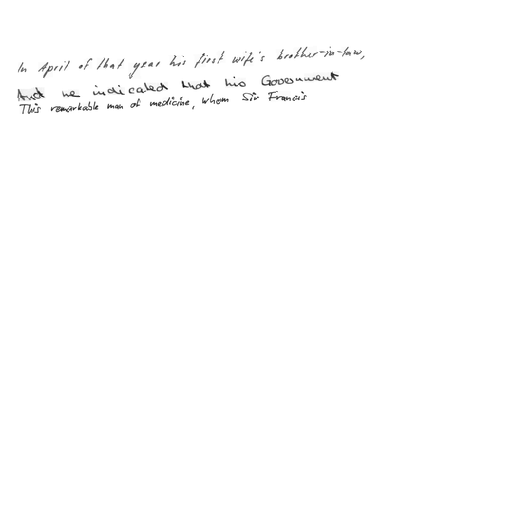 In April of that year his first wife's brother-in-law,
And he indicated that his Government
This remarkable man of medicine, whom Sir Francis